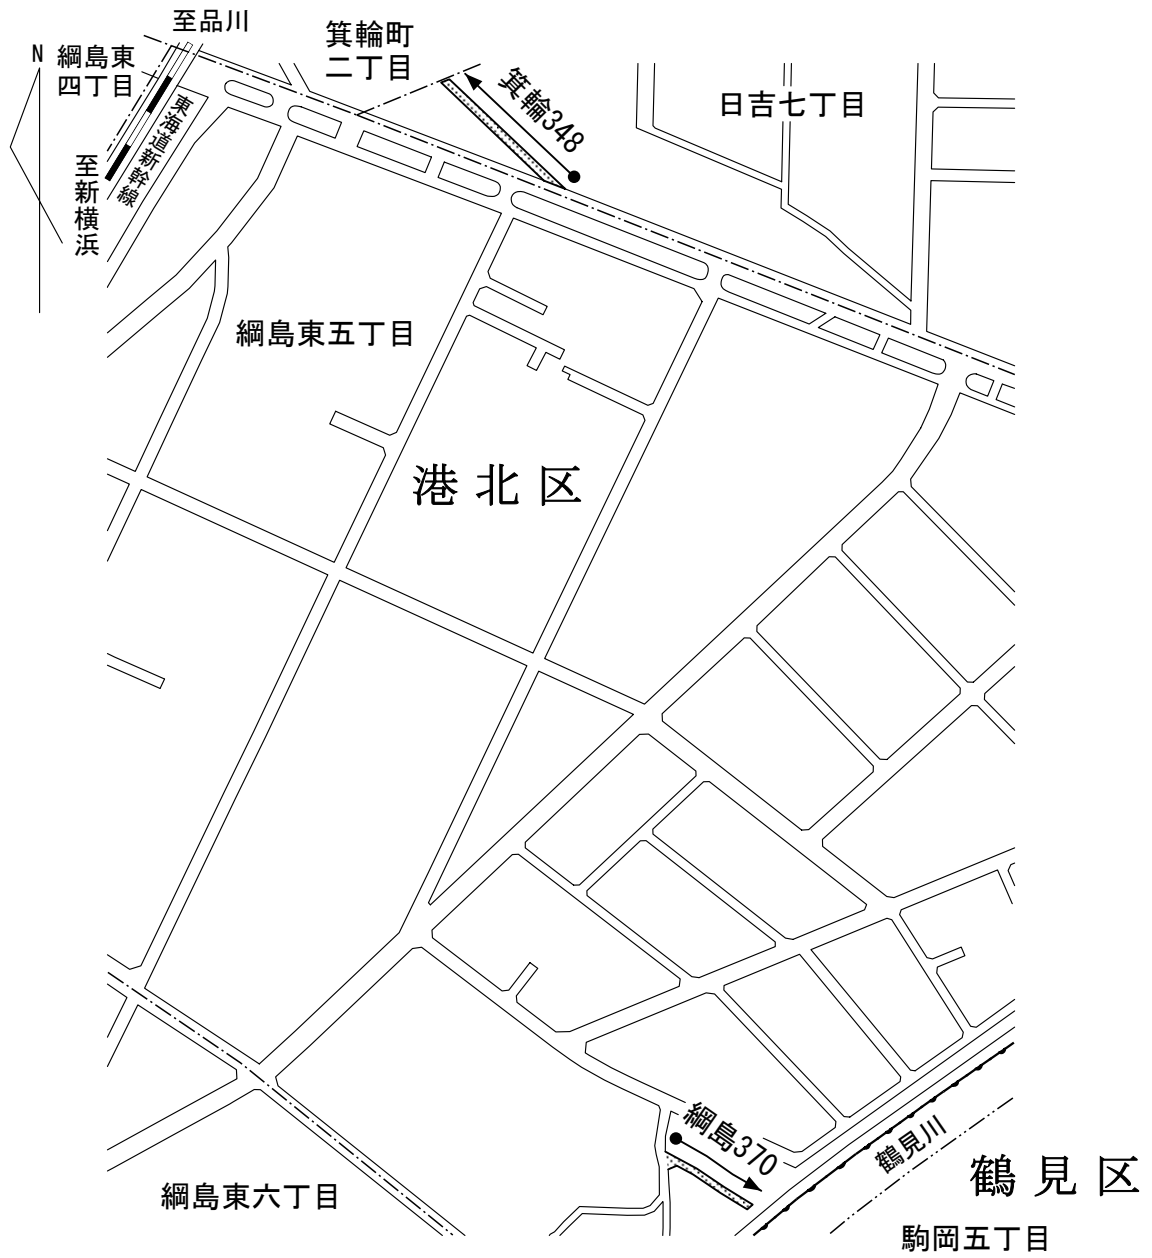 至品川
N
綱島東
四丁目
箕輪町
二丁目
箕輪348
日吉七丁目
東海道新幹線
至新横浜
綱島東五丁目
港北区
綱島370
鶴見川
鶴見区
綱島東六丁目
駒岡五丁目